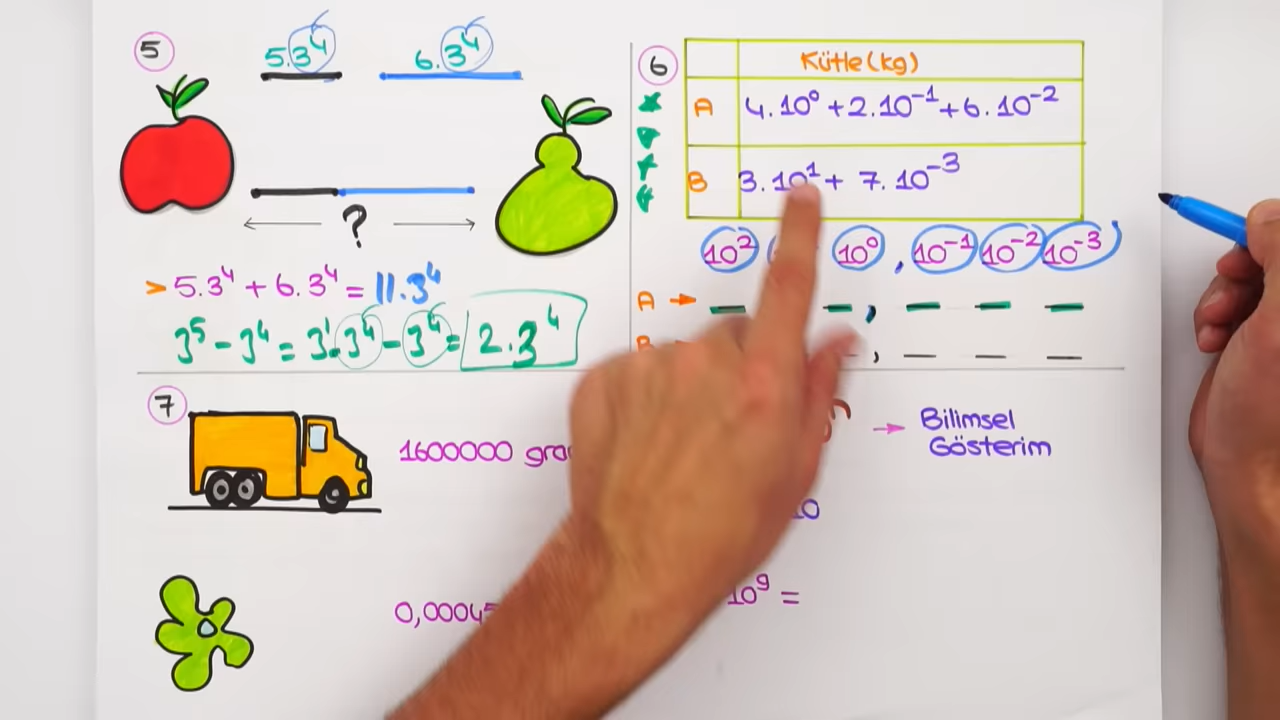 5
5.3⁴
6.3⁴
?
> 5.3⁴ + 6.3⁴ = 11.3⁴
3⁵ - 3⁴ = 3¹.3⁴ - 3⁴ = 2.3⁴
6
Kütle (kg)
A 4.10⁰ + 2.10⁻¹ + 6.10⁻²
B 3.10¹ + 7.10⁻³
10² 10⁰ , 10⁻¹ 10⁻² 10⁻³
A → ,
,
7
1600000
→ Bilimsel
Gösterim
0,00045
10⁹ =